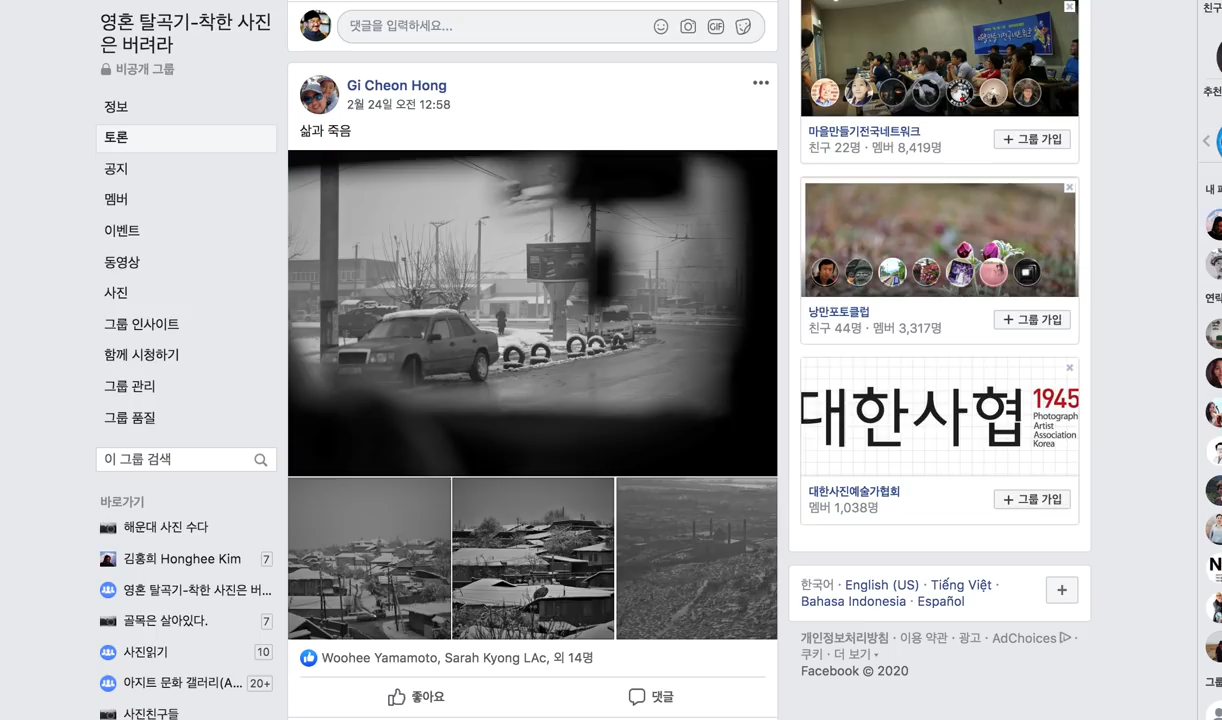 영혼 탈곡기-착한 사진
은 버려라
비공개 그룹
정보
토론
공지
멤버
이벤트
동영상
사진
그룹 인사이트
함께 시청하기
그룹 관리
그룹 품질
이 그룹 검색
바로가기
해운대 사진 수다
김홍희 Honghee Kim 7
영혼 탈곡기-착한 사진은 버...
골목은 살아있다. 7
사진읽기 10
아지트 문화 갤러리(A... 20+
사진친구들
댓글을 입력하세요...
GIF
Gi Cheon Hong
2월 24일 오전 12:58
삶과 죽음
Woohee Yamamoto, Sarah Kyong LAc, 외 14명
좋아요
댓글
마을만들기전국네트워크
친구 22명 · 멤버 8,419명
+ 그룹 가입
낭만포토클럽
친구 44명 · 멤버 3,317명
+ 그룹 가입
대한사협
1945
Photograph
Artist
Association
Korea
대한사진예술가협회
멤버 1,038명
+ 그룹 가입
한국어 · English (US) · Tiếng Việt ·
Bahasa Indonesia · Español
개인정보처리방침 · 이용 약관 · 광고 · AdChoices ·
쿠키 · 더 보기
Facebook © 2020
친구
추천
내 페
연락
그룹